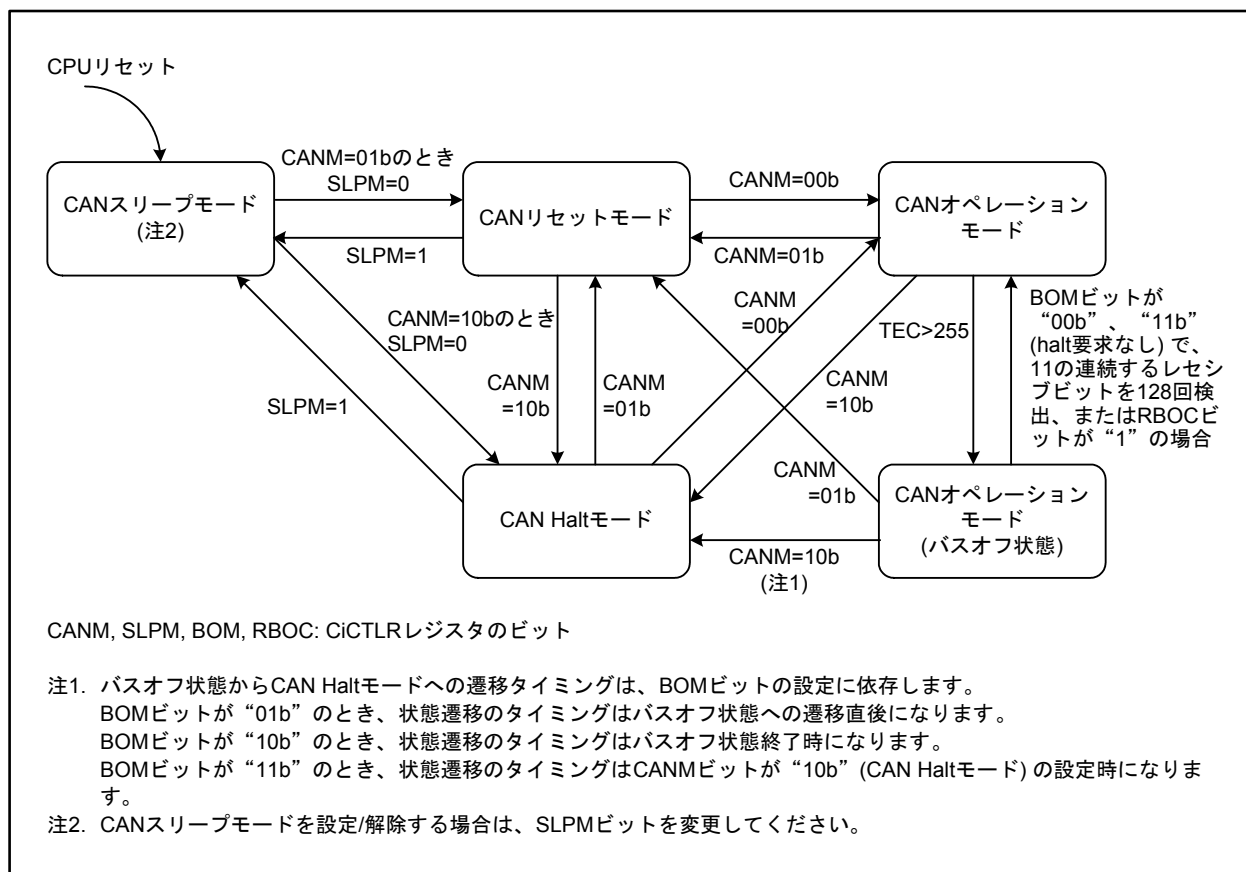 CPUリセット
CANスリープモード
(注2)
CANM=01bのとき
SLPM=0
SLPM=1
CANリセットモード
CANM=00b
CANM=01b
CANオペレーション
モード
CANM=10bのとき
SLPM=0
SLPM=1
CANM
=10b
CANM
=01b
CANM
=00b
CANM
=10b
TEC>255
BOMビットが
“00b”、“11b”
(halt要求なし) で、
11の連続するレセシ
ブビットを128回検
出、またはRBOCビ
ットが“1”の場合
CAN Haltモード
CANM
=01b
CANM=10b
(注1)
CANオペレーション
モード
(バスオフ状態)
CANM, SLPM, BOM, RBOC: CiCTLRレジスタのビット
注1. バスオフ状態からCAN Haltモードへの遷移タイミングは、BOMビットの設定に依存します。
BOMビットが“01b”のとき、状態遷移のタイミングはバスオフ状態への遷移直後になります。
BOMビットが“10b”のとき、状態遷移のタイミングはバスオフ状態終了時になります。
BOMビットが“11b”のとき、状態遷移のタイミングはCANMビットが“10b”(CAN Haltモード) の設定時になりま
す。
注2. CANスリープモードを設定/解除する場合は、SLPMビットを変更してください。